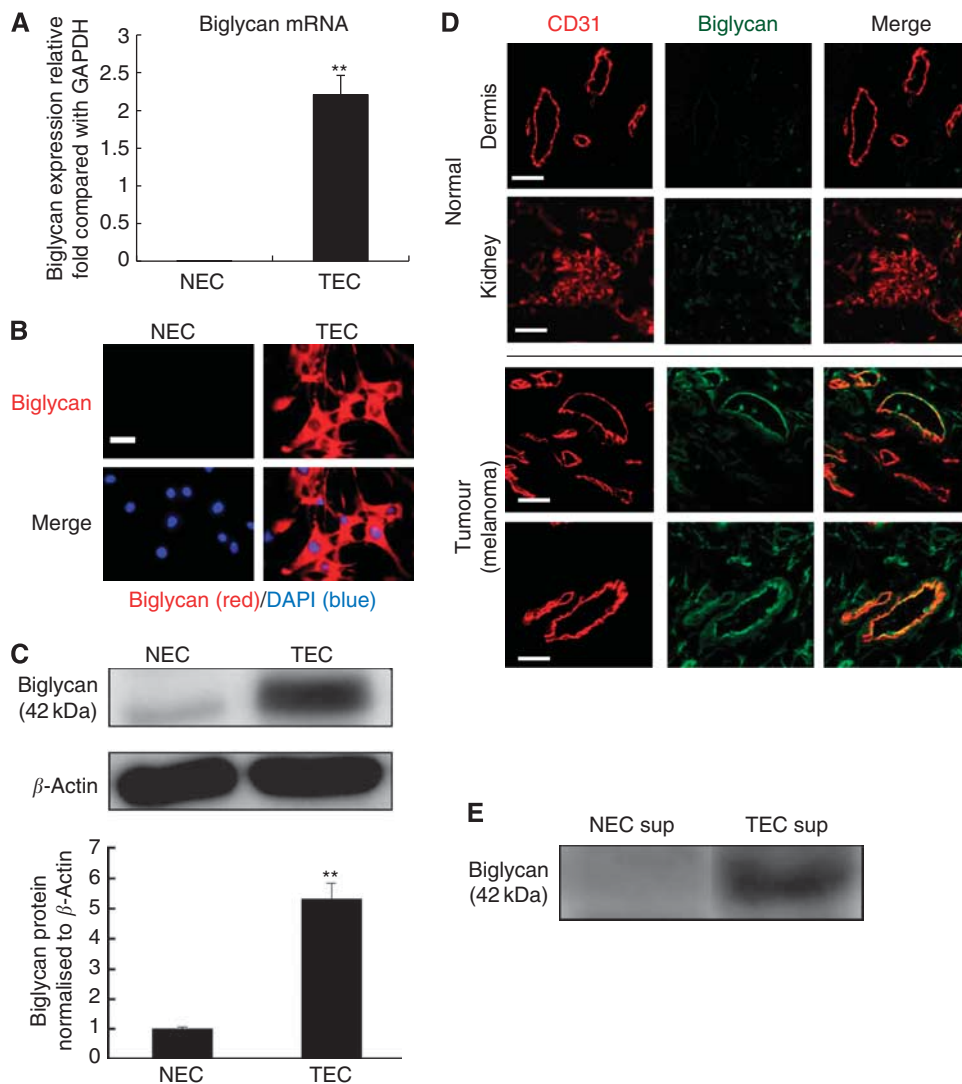 A
Biglycan mRNA
Biglycan expression relative
fold compared with GAPDH
3
2.5
2
1.5
1
0.5
0
**
NEC
TEC
B
NEC
TEC
Biglycan
Merge
Biglycan (red)/DAPI (blue)
C
NEC
TEC
Biglycan
(42 kDa)
β-Actin
Biglycan protein
normalised to β-Actin
7
6
5
4
3
2
1
0
**
NEC
TEC
D
CD31
Biglycan
Merge
Normal
Dermis
Kidney
Tumour
(melanoma)
E
NEC sup
TEC sup
Biglycan
(42 kDa)